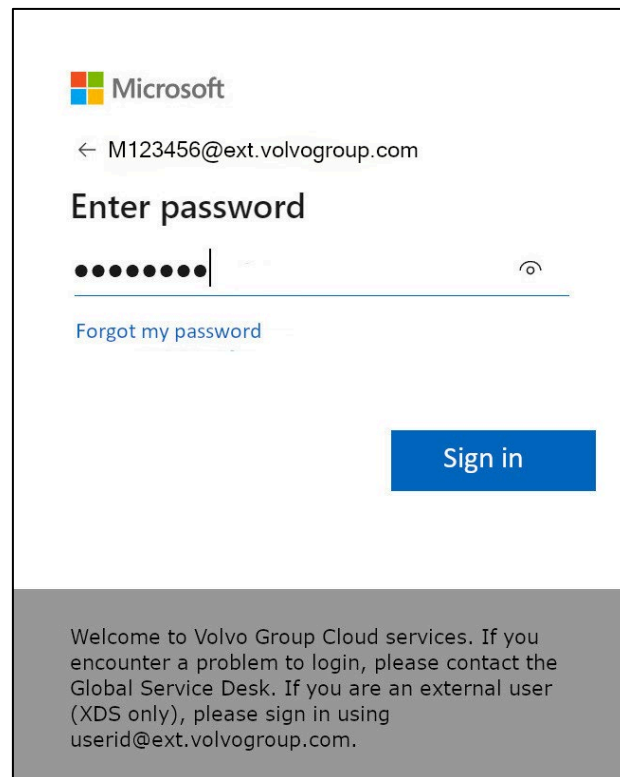 Microsoft
← M123456@ext.volvogroup.com
Enter password
●●●●●●●●
Forgot my password
Sign in
Welcome to Volvo Group Cloud services. If you
encounter a problem to login, please contact the
Global Service Desk. If you are an external user
(XDS only), please sign in using
userid@ext.volvogroup.com.